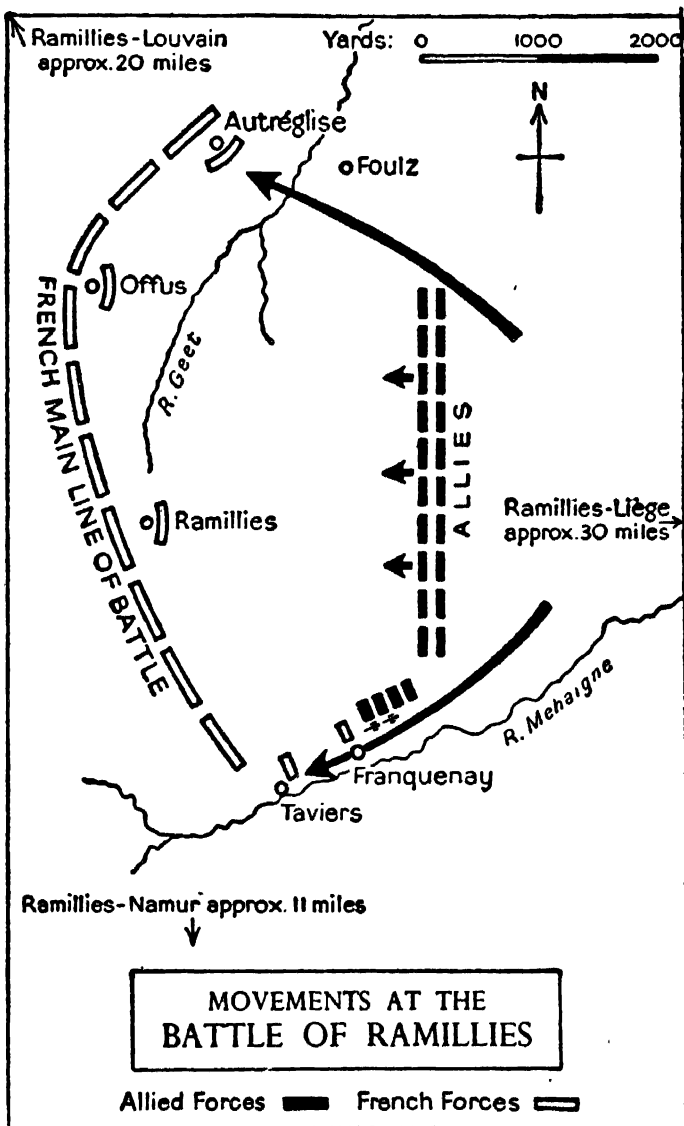 Ramillies-Louvain
approx. 20 miles
Yards: 0 1000 2000
N
Autréglise
Foulz
Offus
FRENCH MAIN LINE OF BATTLE
R. Geet
ALLIES
Ramillies
Ramillies-Liège
approx. 30 miles
R. Mehaigne
Franquenay
Taviers
Ramillies-Namur approx. 11 miles
MOVEMENTS AT THE
BATTLE OF RAMILLIES
Allied Forces French Forces